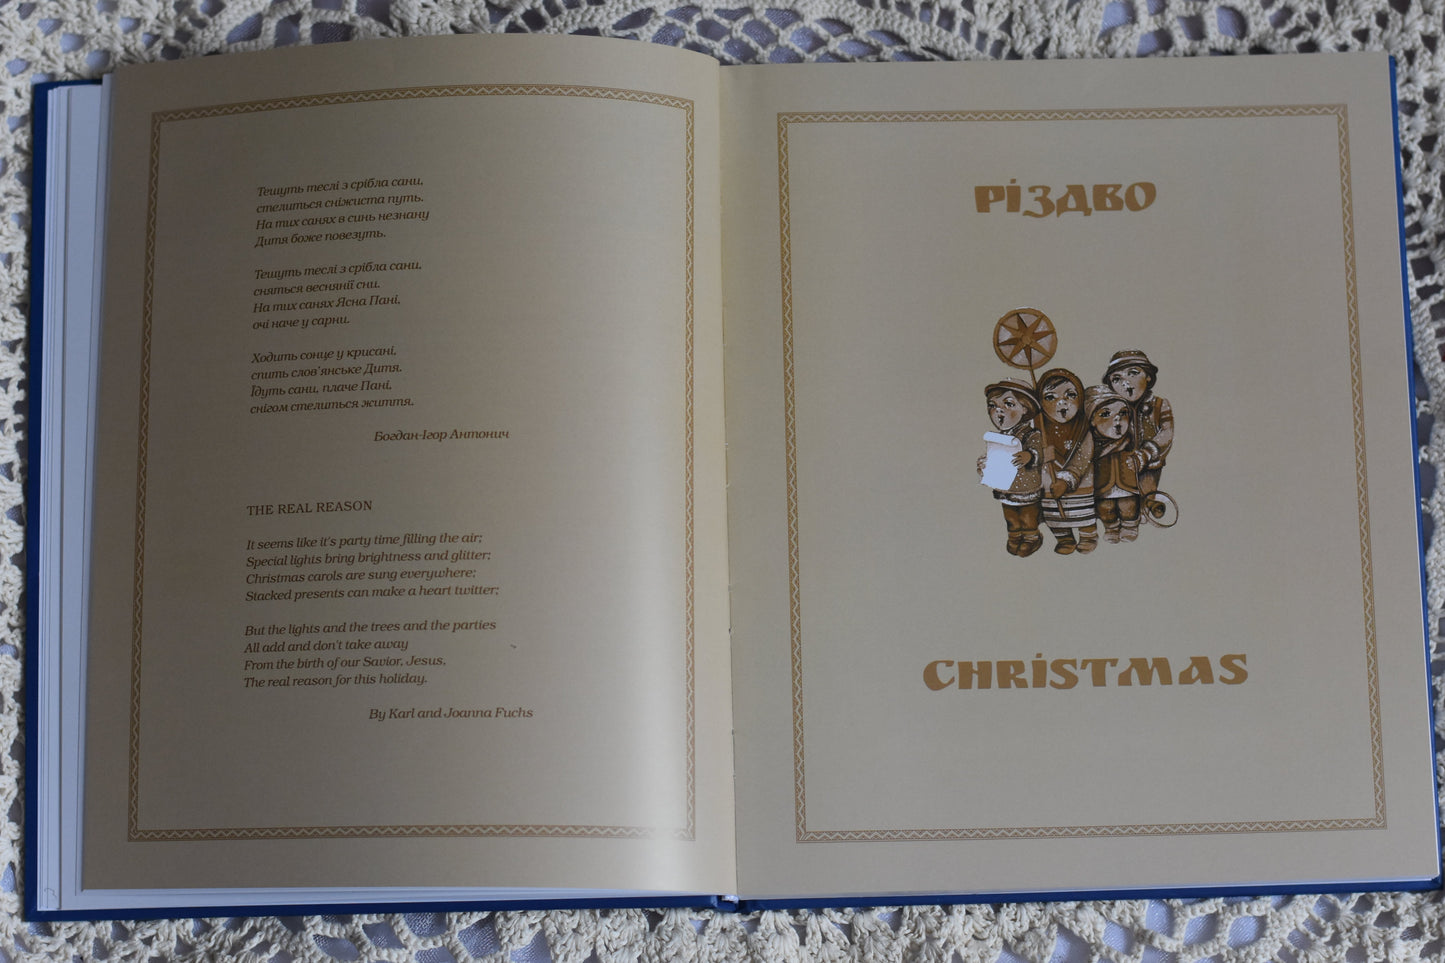 Тешуть теслі з срібла сани,
стелиться сніжиста путь.
На тих санях в синь незнану
Дитя боже повезуть.
Тешуть теслі з срібла сани,
сняться веснянії сни.
На тих санях Ясна Пані,
очі наче у сарни.
Ходить сонце у крисані,
спить слов'янське Дитя.
Їдуть сани, плаче Пані,
снігом стелиться життя.
Богдан-Ігор Антонич
THE REAL REASON
It seems like it's party time filling the air;
Special lights bring brightness and glitter;
Christmas carols are sung everywhere;
Stacked presents can make a heart twitter;
But the lights and the trees and the parties
All add and don't take away
From the birth of our Savior, Jesus,
The real reason for this holiday.
By Karl and Joanna Fuchs
РІЗДВО
CHRISTMAS